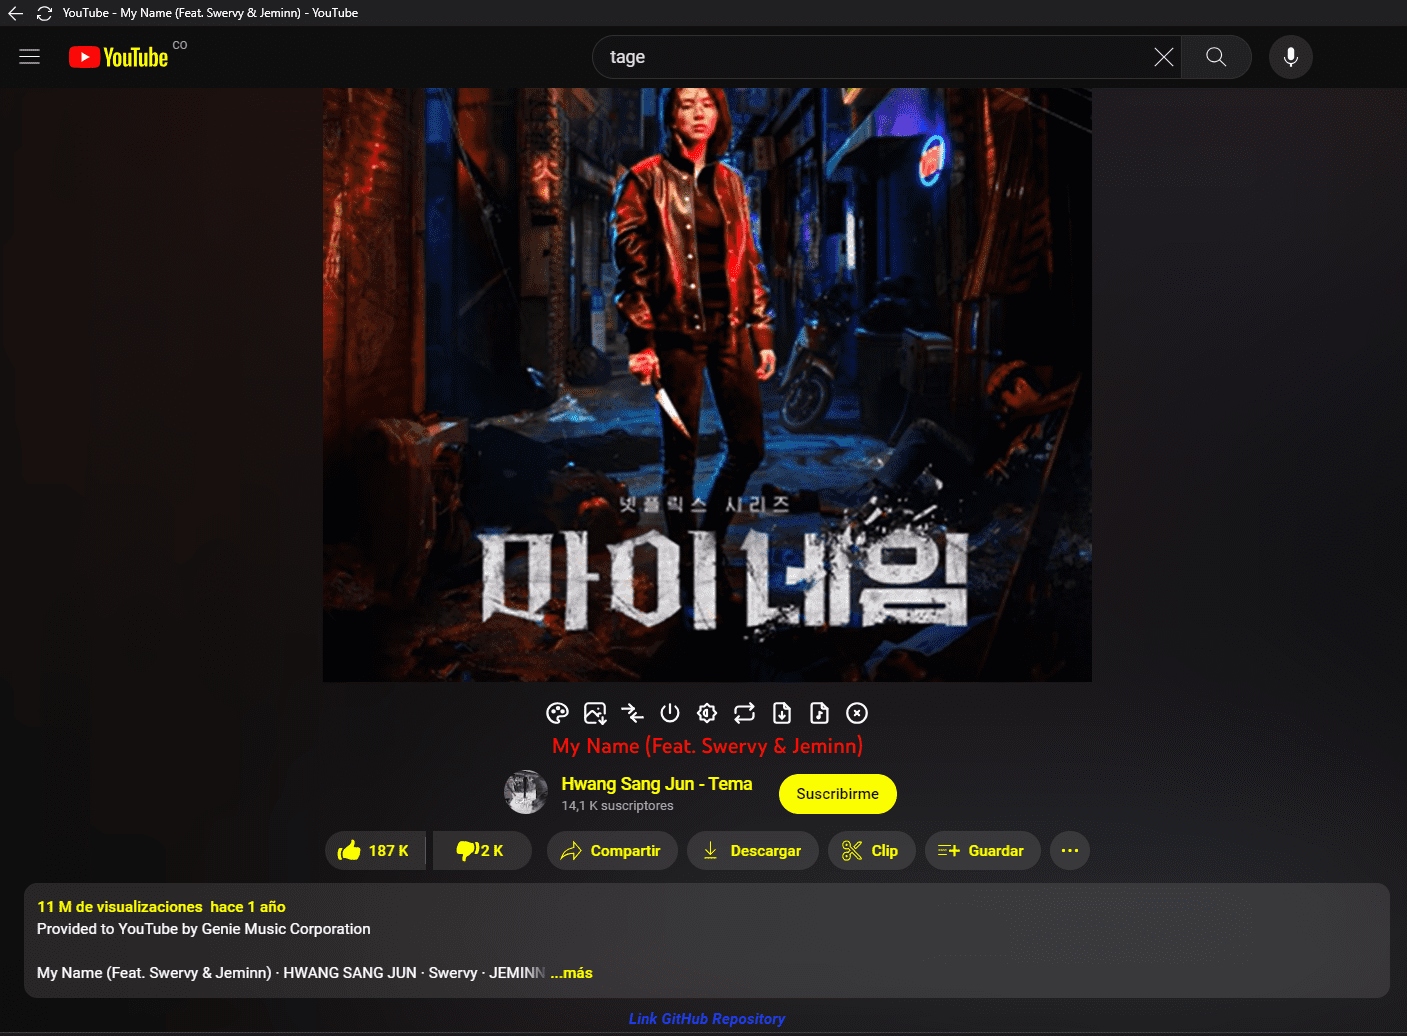 YouTube - My Name (Feat. Swervy & Jeminn) - YouTube
YouTube CO
tage
넷플릭스 시리즈
마이 네임
My Name (Feat. Swervy & Jeminn)
Hwang Sang Jun - Tema
14,1 K suscriptores
Suscribirme
187 K 2 K Compartir Descargar Clip Guardar
11 M de visualizaciones hace 1 año
Provided to YouTube by Genie Music Corporation
My Name (Feat. Swervy & Jeminn) · HWANG SANG JUN · Swervy · JEMINN ...más
Link GitHub Repository